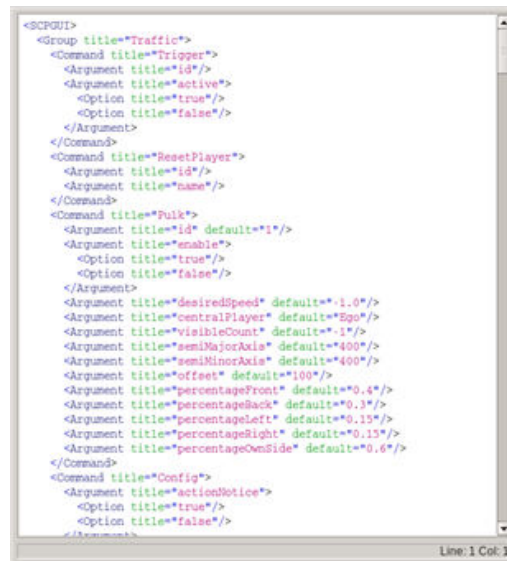 <SCPGUI>
<Group title="Traffic">
<Command title="Trigger">
<Argument title="id"/>
<Argument title="active">
<Option title="true"/>
<Option title="false"/>
</Argument>
</Command>
<Command title="ResetPlayer">
<Argument title="id"/>
<Argument title="name"/>
</Command>
<Command title="Pulk">
<Argument title="id" default="1"/>
<Argument title="enable">
<Option title="true"/>
<Option title="false"/>
</Argument>
<Argument title="desiredSpeed" default="-1.0"/>
<Argument title="centralPlayer" default="Ego"/>
<Argument title="visibleCount" default="-1"/>
<Argument title="semiMajorAxis" default="400"/>
<Argument title="semiMinorAxis" default="400"/>
<Argument title="offset" default="100"/>
<Argument title="percentageFront" default="0.4"/>
<Argument title="percentageBack" default="0.3"/>
<Argument title="percentageLeft" default="0.15"/>
<Argument title="percentageRight" default="0.15"/>
<Argument title="percentageOwnSide" default="0.6"/>
</Command>
<Command title="Config">
<Argument title="actionNotice">
<Option title="true"/>
<Option title="false"/>
</Argument>
Line: 1 Col: 1